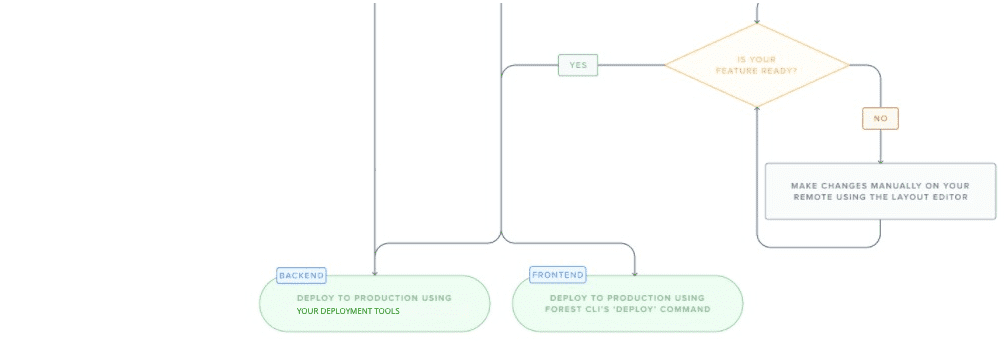 IS YOUR
FEATURE READY?
YES
NO
MAKE CHANGES MANUALLY ON YOUR
REMOTE USING THE LAYOUT EDITOR
BACKEND
DEPLOY TO PRODUCTION USING
YOUR DEPLOYMENT TOOLS
FRONTEND
DEPLOY TO PRODUCTION USING
FOREST CLI'S 'DEPLOY' COMMAND